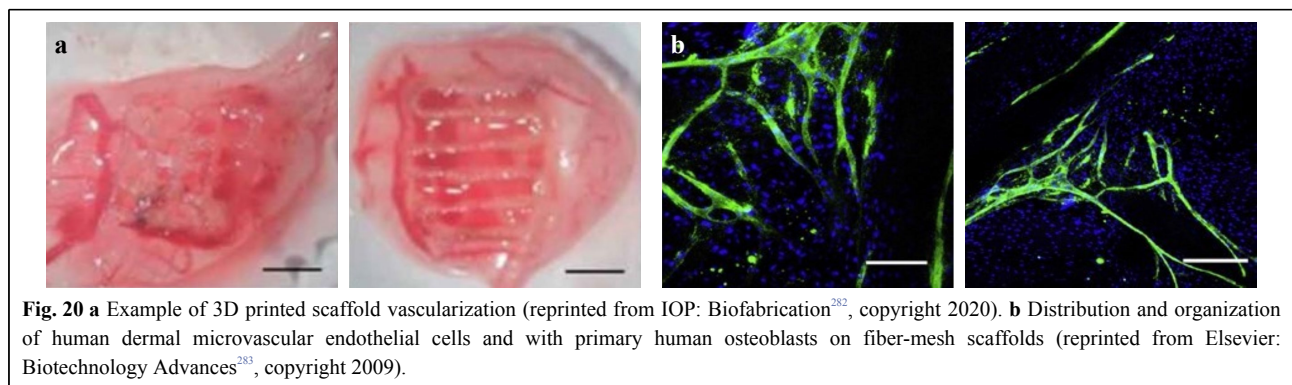 a
b
Fig. 20 a Example of 3D printed scaffold vascularization (reprinted from IOP: Biofabrication282, copyright 2020). b Distribution and organization
of human dermal microvascular endothelial cells and with primary human osteoblasts on fiber-mesh scaffolds (reprinted from Elsevier:
Biotechnology Advances283, copyright 2009).